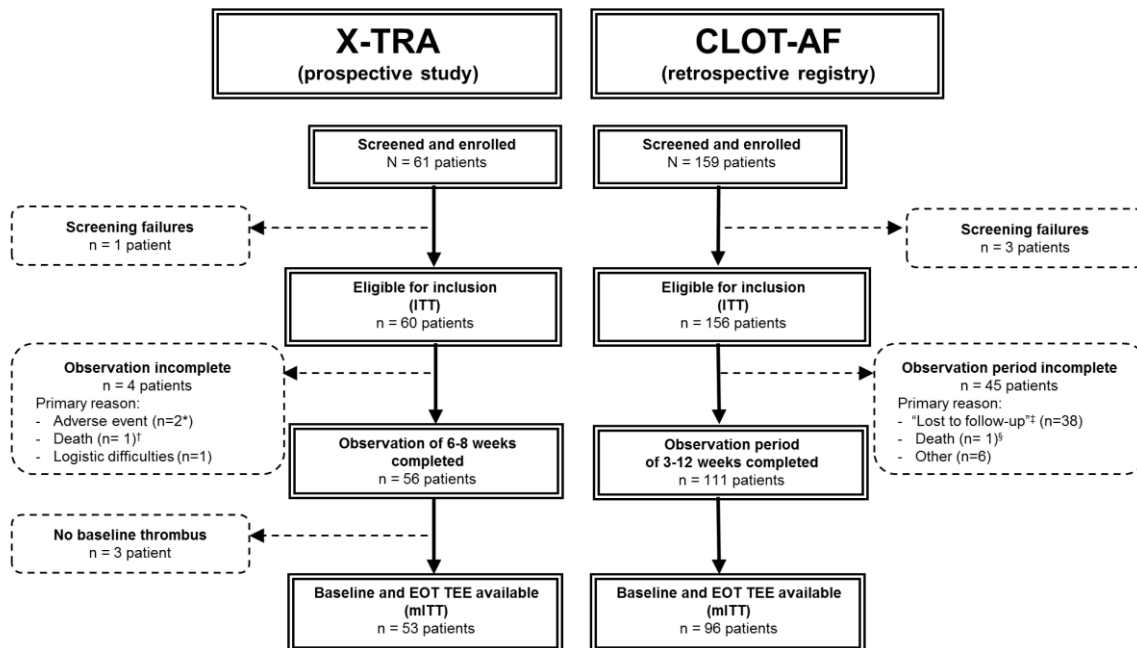 X-TRA
(prospective study)
CLOT-AF
(retrospective registry)
Screened and enrolled
N = 61 patients
Screened and enrolled
N = 159 patients
Screening failures
n = 1 patient
Screening failures
n = 3 patients
Eligible for inclusion
(ITT)
n = 60 patients
Eligible for inclusion
(ITT)
n = 156 patients
Observation incomplete
n = 4 patients
Primary reason:
- Adverse event (n=2*)
- Death (n= 1)†
- Logistic difficulties (n=1)
Observation period incomplete
n = 45 patients
Primary reason:
- “Lost to follow-up”‡ (n=38)
- Death (n= 1)§
- Other (n=6)
Observation of 6-8 weeks
completed
n = 56 patients
Observation period
of 3-12 weeks completed
n = 111 patients
No baseline thrombus
n = 3 patient
Baseline and EOT TEE available
(mITT)
n = 53 patients
Baseline and EOT TEE available
(mITT)
n = 96 patients